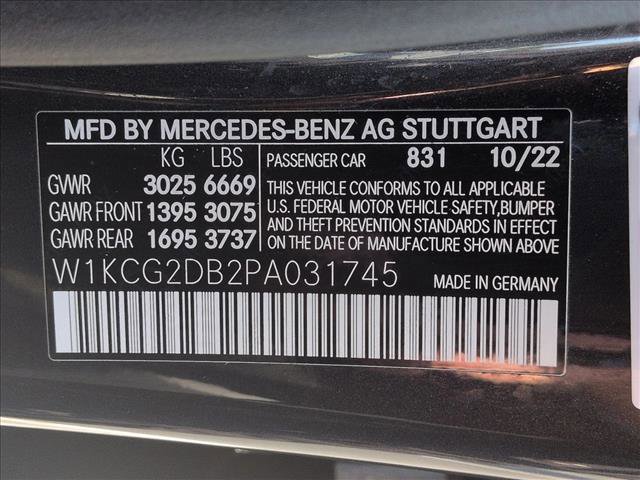 MFD BY MERCEDES-BENZ AG STUTTGART
KG LBS
GVWR 3025 6669
GAWR FRONT 1395 3075
GAWR REAR 1695 3737
PASSENGER CAR 831 10/22
THIS VEHICLE CONFORMS TO ALL APPLICABLE
U.S. FEDERAL MOTOR VEHICLE SAFETY,BUMPER
AND THEFT PREVENTION STANDARDS IN EFFECT
ON THE DATE OF MANUFACTURE SHOWN ABOVE
W1KCG2DB2PA031745
MADE IN GERMANY